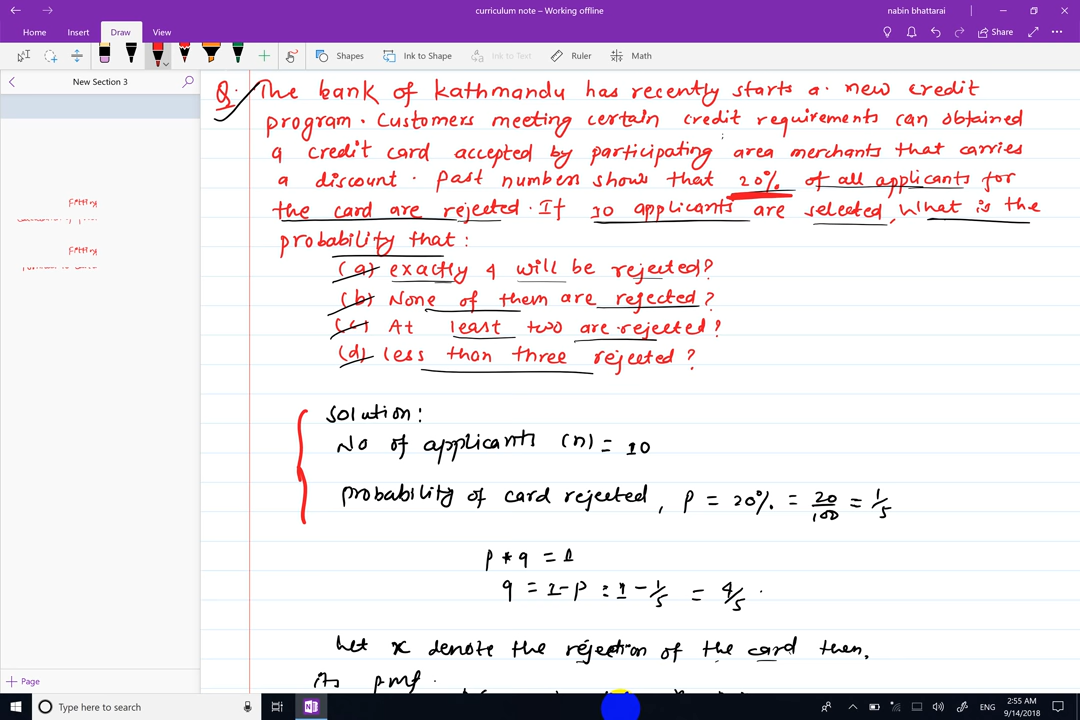 curriculum note – Working offline
nabin bhattarai
Home Insert Draw View
Share
Shapes Ink to Shape Ink to Text Ruler Math
New Section 3
Q. The bank of Kathmandu has recently starts a new credit
program. Customers meeting certain credit requirements can obtained
a credit card accepted by participating area merchants that carries
a discount. Past numbers shows that 20% of all applicants for
the card are rejected. If 10 applicants are selected, What is the
probability that:
(a) exactly 4 will be rejected?
(b) None of them are rejected?
(c) At least two are rejected?
(d) less than three rejected?
Solution:
No of applicants (n) = 10
probability of card rejected, P = 20% = 20/100 = 1/5
P + q = 1
q = 1-P = 1 - 1/5 = 4/5
Let x denote the rejection of the card then,
its pmf.
+ Page
Type here to search
2:55 AM
9/14/2018